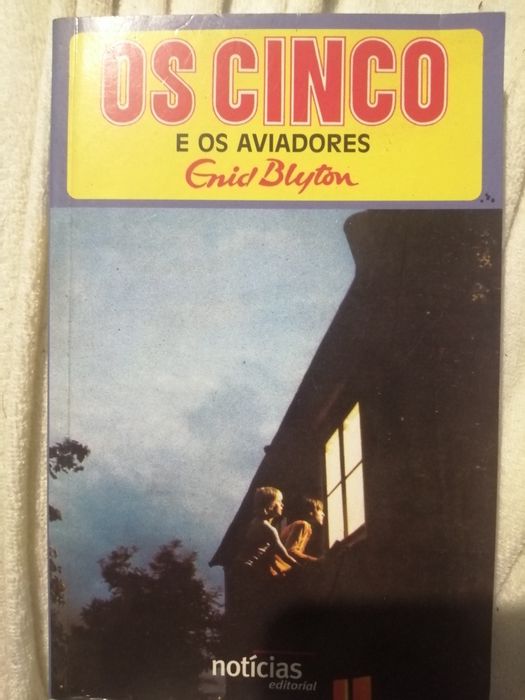 OS CINCO
E OS AVIADORES
Enid Blyton
notícias
editorial